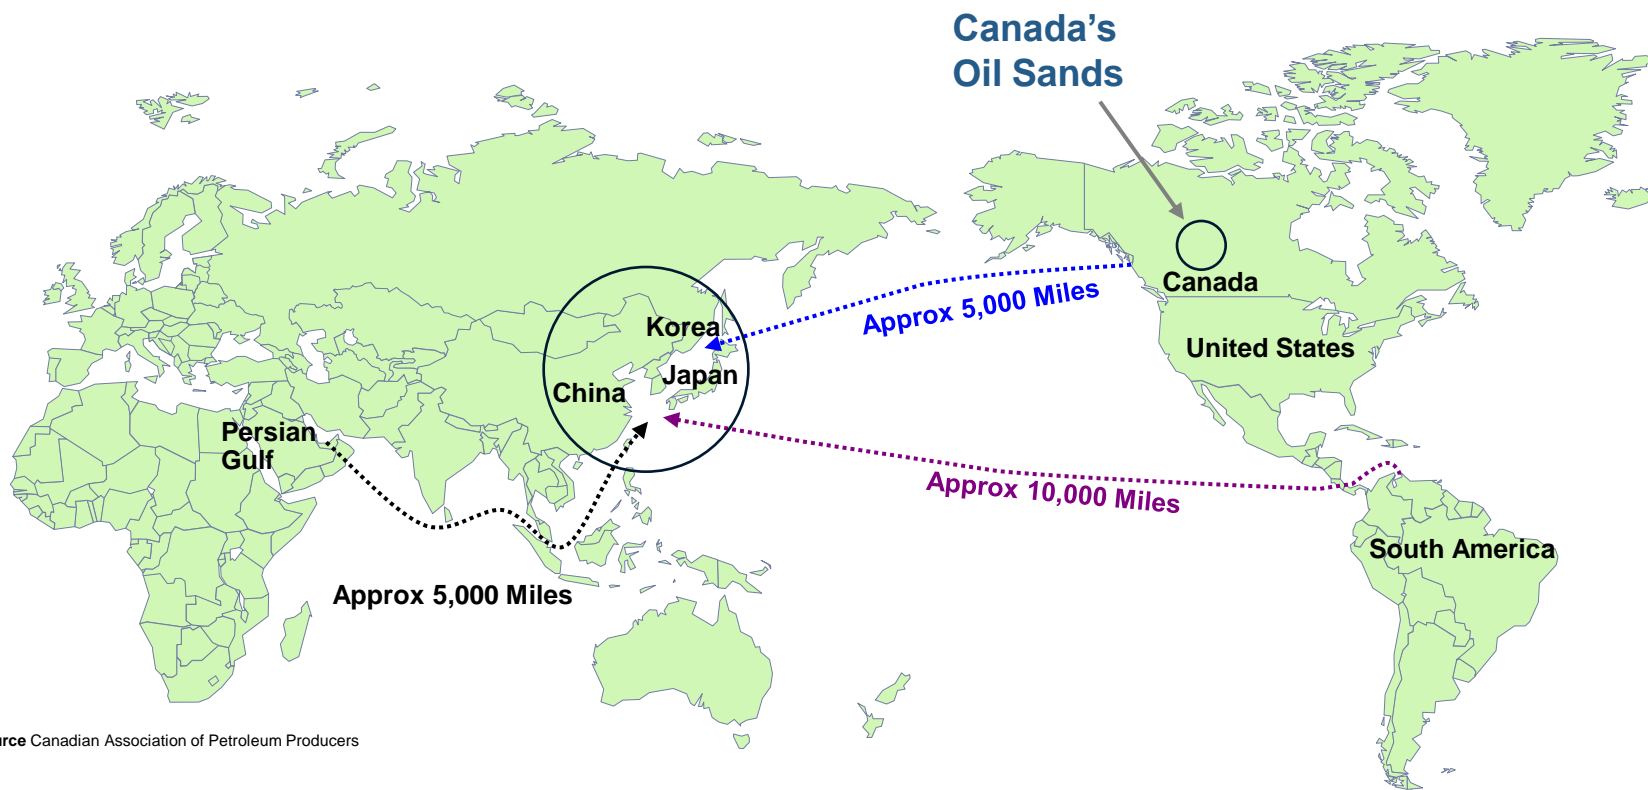 Canada’s
Oil Sands
Canada
Approx 5,000 Miles
Korea
United States
Japan
China
Persian
Gulf
Approx 10,000 Miles
South America
Approx 5,000 Miles
urce Canadian Association of Petroleum Producers